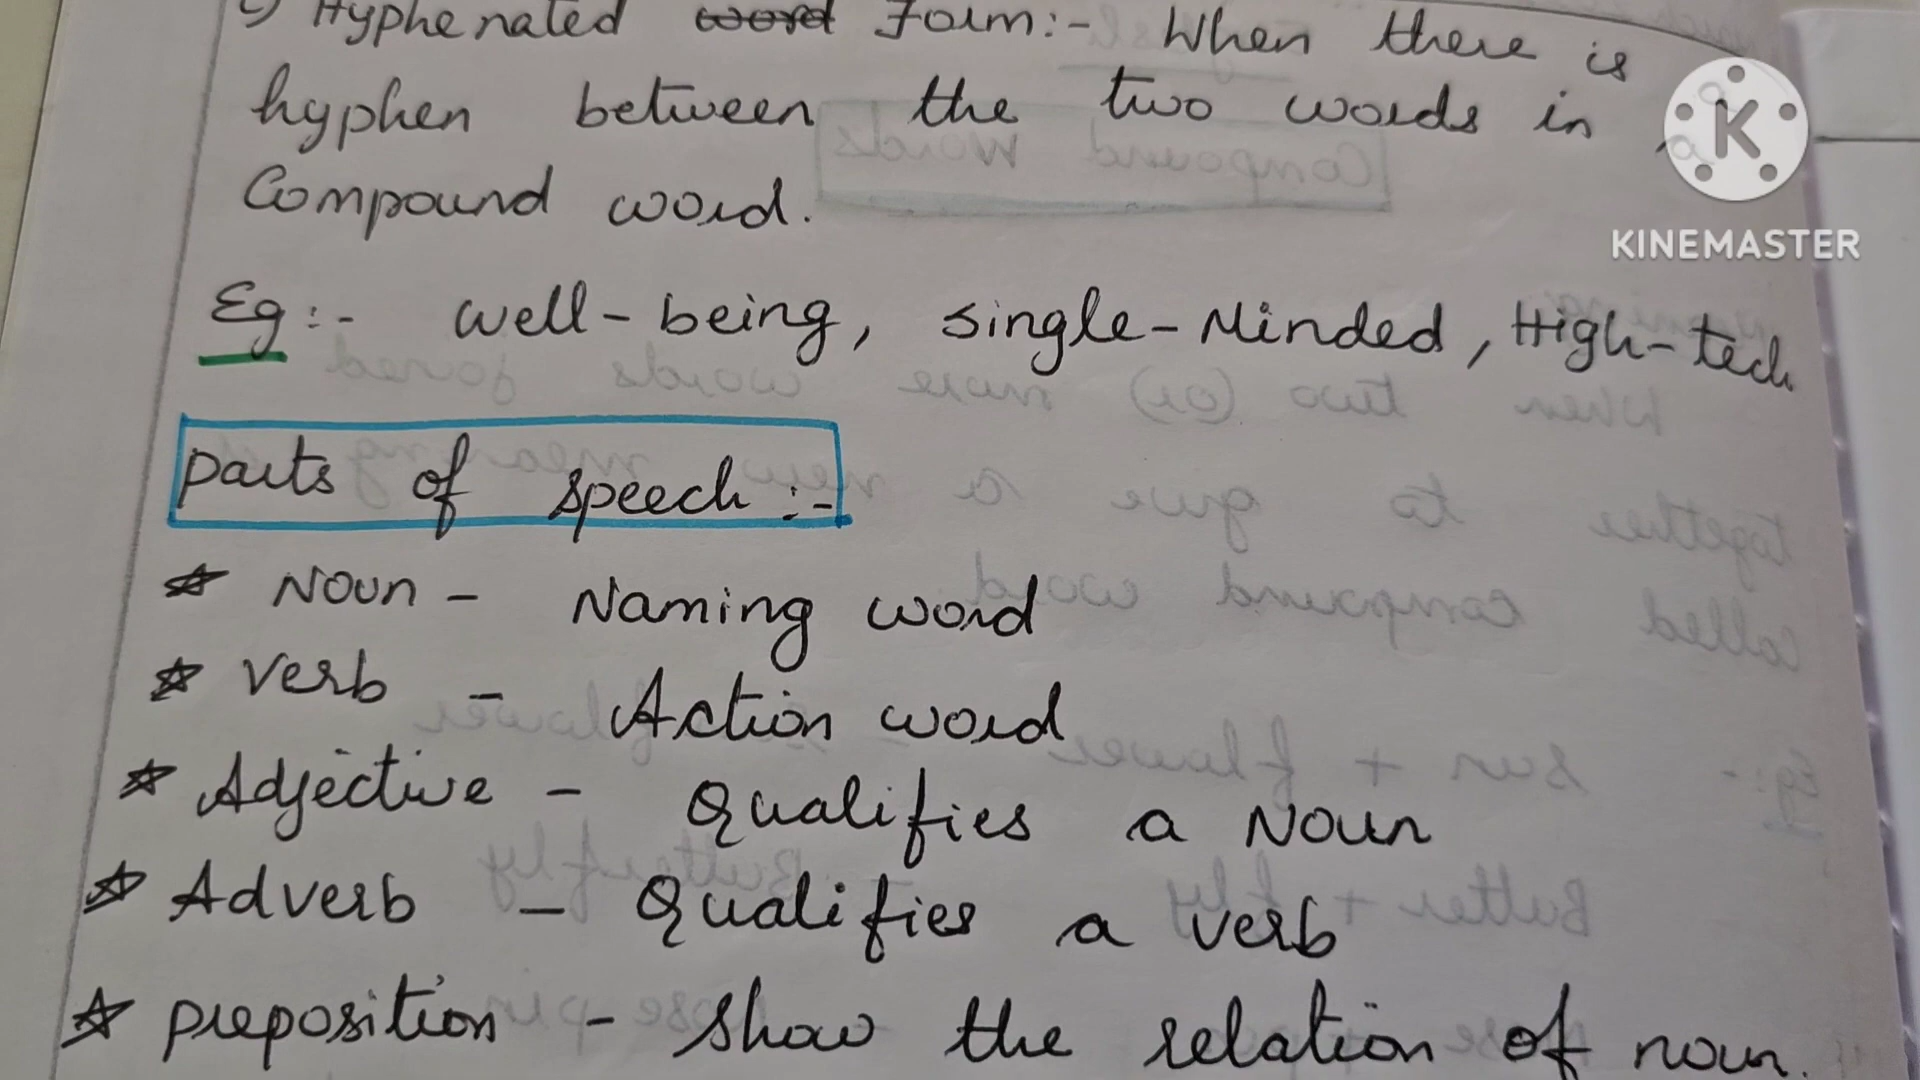 Hyphenated word Form:- When there is
hyphen between the two words in
Compound word.
Eg:- well-being, single-Minded, High-tech
Parts of speech :-
* Noun - Naming word
* Verb - Action word
* Adjective - Qualifies a Noun
* Adverb - Qualifies a verb
* preposition - show the relation of noun.
KINEMASTER